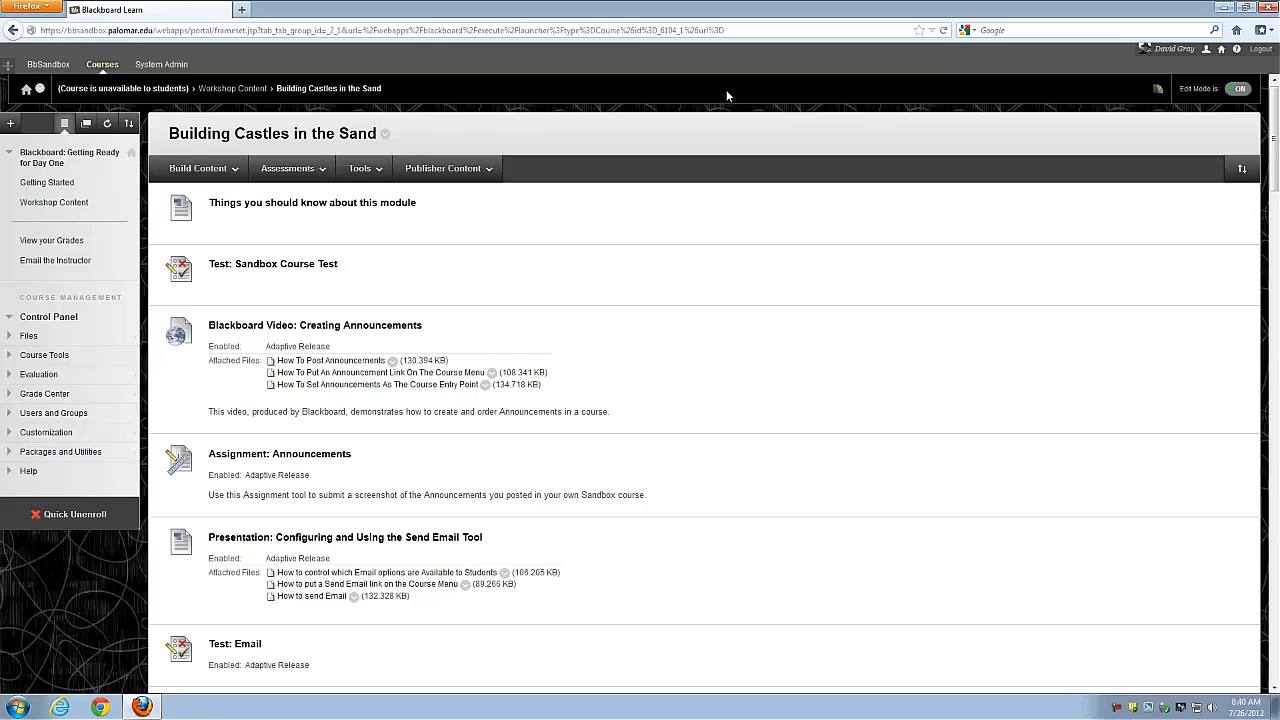 Firefox
Blackboard Learn
https://bbsandbox.palomar.edu/webapps/portal/frameset.jsp?tab_tab_group_id=_2_1&url=%2Fwebapps%2Fblackboard%2Fexecute%2Flauncher%3Ftype%3DCourse%26id%3D_6104_1%26url%3D
Google
David Gray
Logout
BbSandbox
Courses
System Admin
(Course is unavailable to students) › Workshop Content › Building Castles in the Sand
Edit Mode is: ON
Blackboard: Getting Ready for Day One
Getting Started
Workshop Content
View your Grades
Email the Instructor
COURSE MANAGEMENT
Control Panel
Files
Course Tools
Evaluation
Grade Center
Users and Groups
Customization
Packages and Utilities
Help
Quick Unenroll
Building Castles in the Sand
Build Content
Assessments
Tools
Publisher Content
Things you should know about this module
Test: Sandbox Course Test
Blackboard Video: Creating Announcements
Enabled: Adaptive Release
Attached Files: How To Post Announcements (130.394 KB)
How To Put An Announcement Link On The Course Menu (108.341 KB)
How To Set Announcements As The Course Entry Point (134.718 KB)
This video, produced by Blackboard, demonstrates how to create and order Announcements in a course.
Assignment: Announcements
Enabled: Adaptive Release
Use this Assignment tool to submit a screenshot of the Announcements you posted in your own Sandbox course.
Presentation: Configuring and Using the Send Email Tool
Enabled: Adaptive Release
Attached Files: How to control which Email options are Available to Students (106.205 KB)
How to put a Send Email link on the Course Menu (89.266 KB)
How to send Email (132.328 KB)
Test: Email
Enabled: Adaptive Release
8:40 AM
7/26/2012